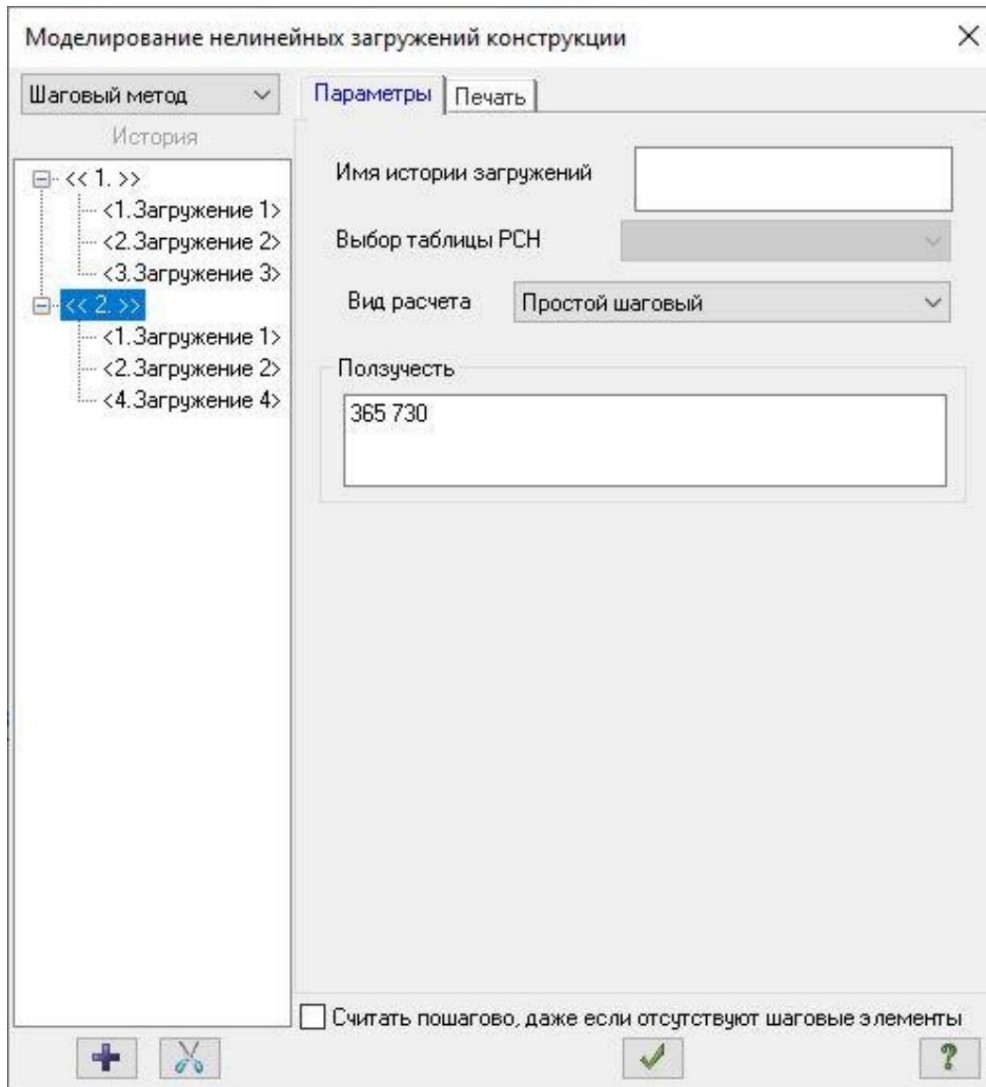 Моделирование нелинейных загружений конструкции
Шаговый метод
История
<< 1. >>
<1.Загружение 1>
<2.Загружение 2>
<3.Загружение 3>
<< 2. >>
<1.Загружение 1>
<2.Загружение 2>
<4.Загружение 4>
Параметры
Печать
Имя истории загружений
Выбор таблицы РСН
Вид расчета
Простой шаговый
Ползучесть
365 730
Считать пошагово, даже если отсутствуют шаговые элементы